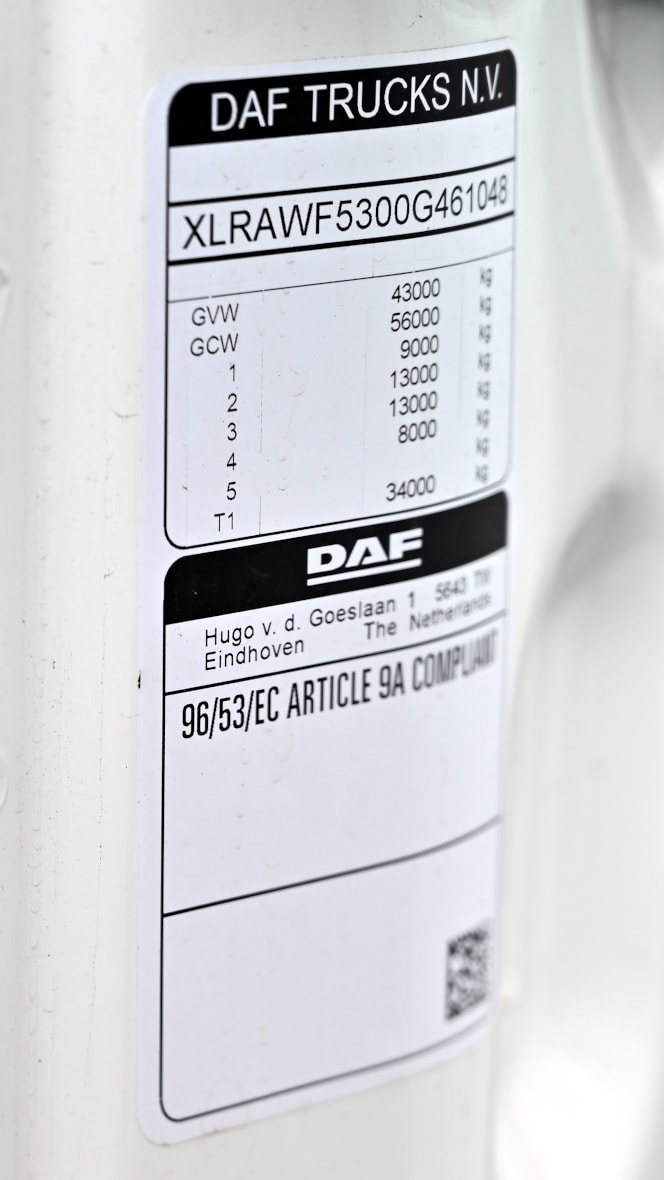 DAF TRUCKS N.V.
XLRAWF5300G461048
GVW 43000 kg
GCW 56000 kg
1 9000 kg
2 13000 kg
3 13000 kg
4 8000 kg
5 kg
T1 34000 kg
DAF
Hugo v. d. Goeslaan 1 5643 TW
Eindhoven The Netherlands
96/53/EC ARTICLE 9A COMPLIANT